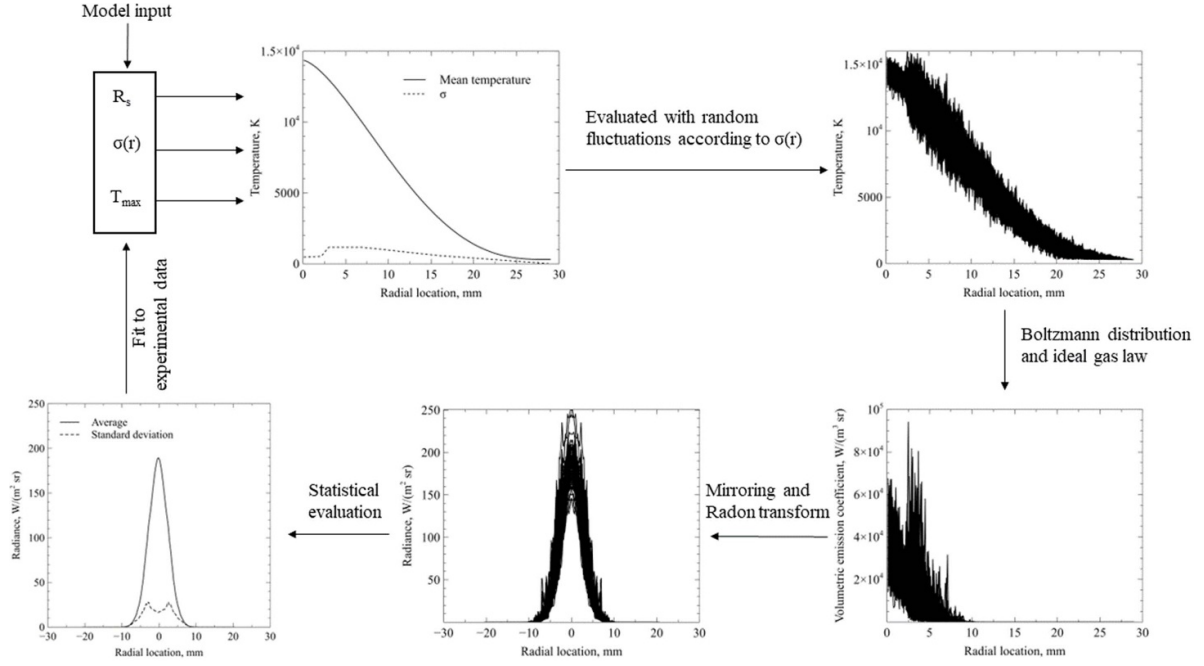 Model input
R_s
σ(r)
T_max
1.5×10⁴
10⁴
5000
0
Temperature, K
Mean temperature
σ
0 5 10 15 20 25 30
Radial location, mm
Evaluated with random
fluctuations according to σ(r)
1.5×10⁴
10⁴
5000
0
Temperature, K
0 5 10 15 20 25 30
Radial location, mm
Boltzmann distribution
and ideal gas law
10⁵
8×10⁴
6×10⁴
4×10⁴
2×10⁴
Volumetric emission coefficient, W/(m³ sr)
0 5 10 15 20 25 30
Radial location, mm
Mirroring and
Radon transform
250
200
150
100
50
Radiance, W/(m² sr)
−30 −20 −10 0 10 20 30
Radial location, mm
Statistical
evaluation
250
200
150
100
50
0
Radiance, W/(m² sr)
Average
Standard deviation
−30 −20 −10 0 10 20 30
Radial location, mm
Fit to
experimental data